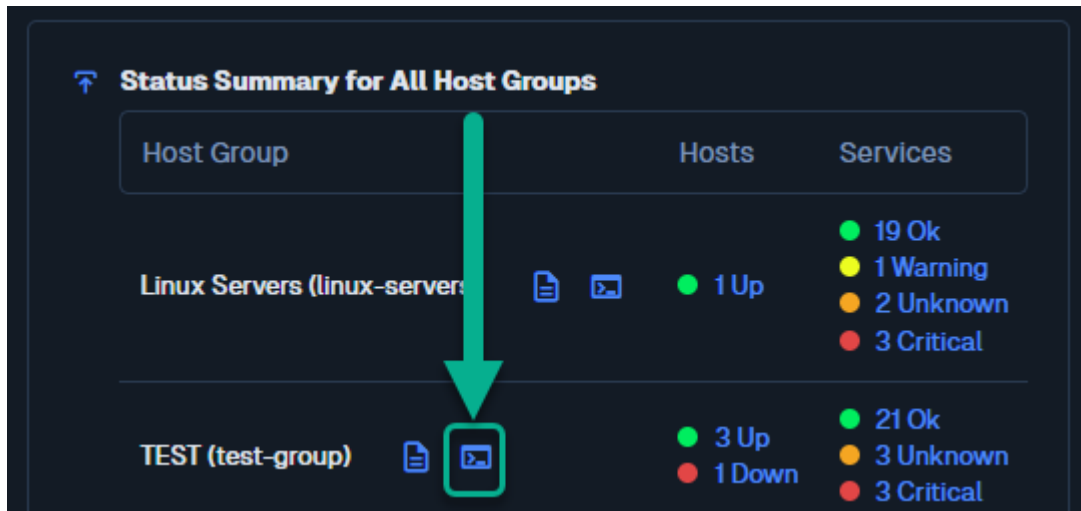 Status Summary for All Host Groups
Host Group Hosts Services
Linux Servers (linux-servers 1 Up
19 Ok
1 Warning
2 Unknown
3 Critical
TEST (test-group)
3 Up
1 Down
21 Ok
3 Unknown
3 Critical